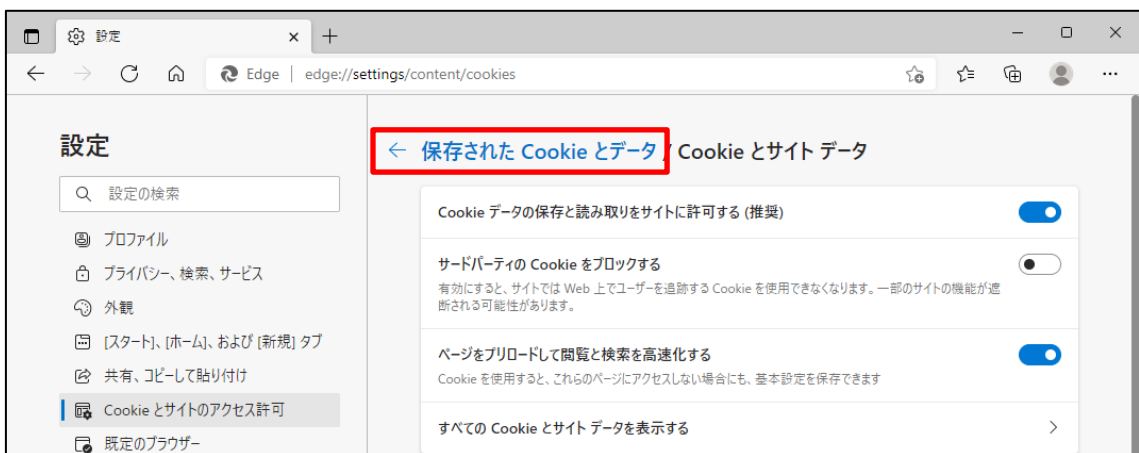 設定
Edge | edge://settings/content/cookies
設定
設定の検索
プロファイル
プライバシー、検索、サービス
外観
[スタート]、[ホーム]、および [新規] タブ
共有、コピーして貼り付け
Cookie とサイトのアクセス許可
既定のブラウザー
保存された Cookie とデータ / Cookie とサイト データ
Cookie データの保存と読み取りをサイトに許可する (推奨)
サードパーティの Cookie をブロックする
有効にすると、サイトでは Web 上でユーザーを追跡する Cookie を使用できなくなります。一部のサイトの機能が遮
断される可能性があります。
ページをプリロードして閲覧と検索を高速化する
Cookie を使用すると、これらのページにアクセスしない場合にも、基本設定を保存できます
すべての Cookie とサイト データを表示する